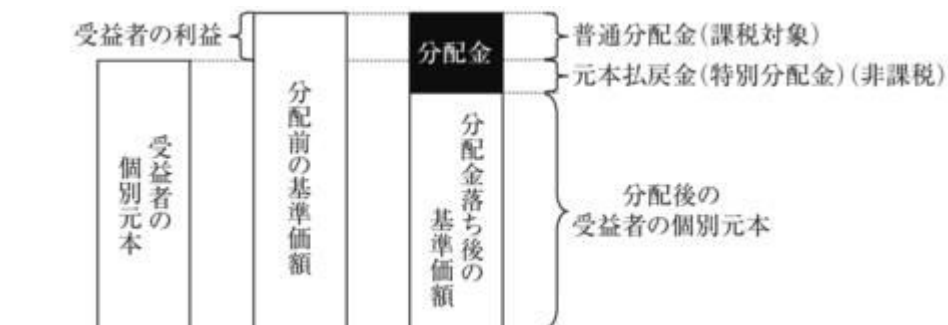 受益者の利益
分配金
普通分配金(課税対象)
元本払戻金(特別分配金)(非課税)
受益者の
個別元本
分配前の基準価額
分配金落ち後の
基準価額
分配後の
受益者の個別元本